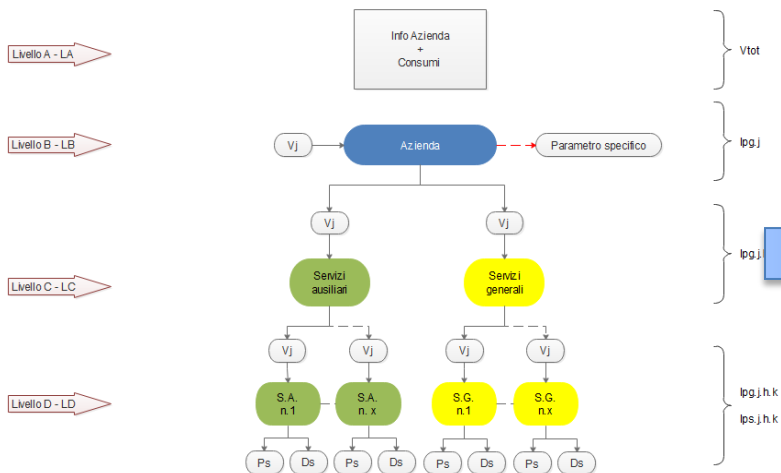 Info Azienda
+
Consumi
Livello A - LA
Vtot
Livello B - LB
Vj
Azienda
Parametro specifico
Ipg.j
Vj
Vj
Livello C - LC
Servizi
ausiliari
Servizi
generali
Ipg.j.
Vj
Vj
Vj
Vj
Livello D - LD
S.A.
n.1
S.A.
n. x
S.G.
n.1
S.G.
n.x
Ipg.j.h.k
Ips.j.h.k
Ps
Ds
Ps
Ds
Ps
Ds
Ps
Ds